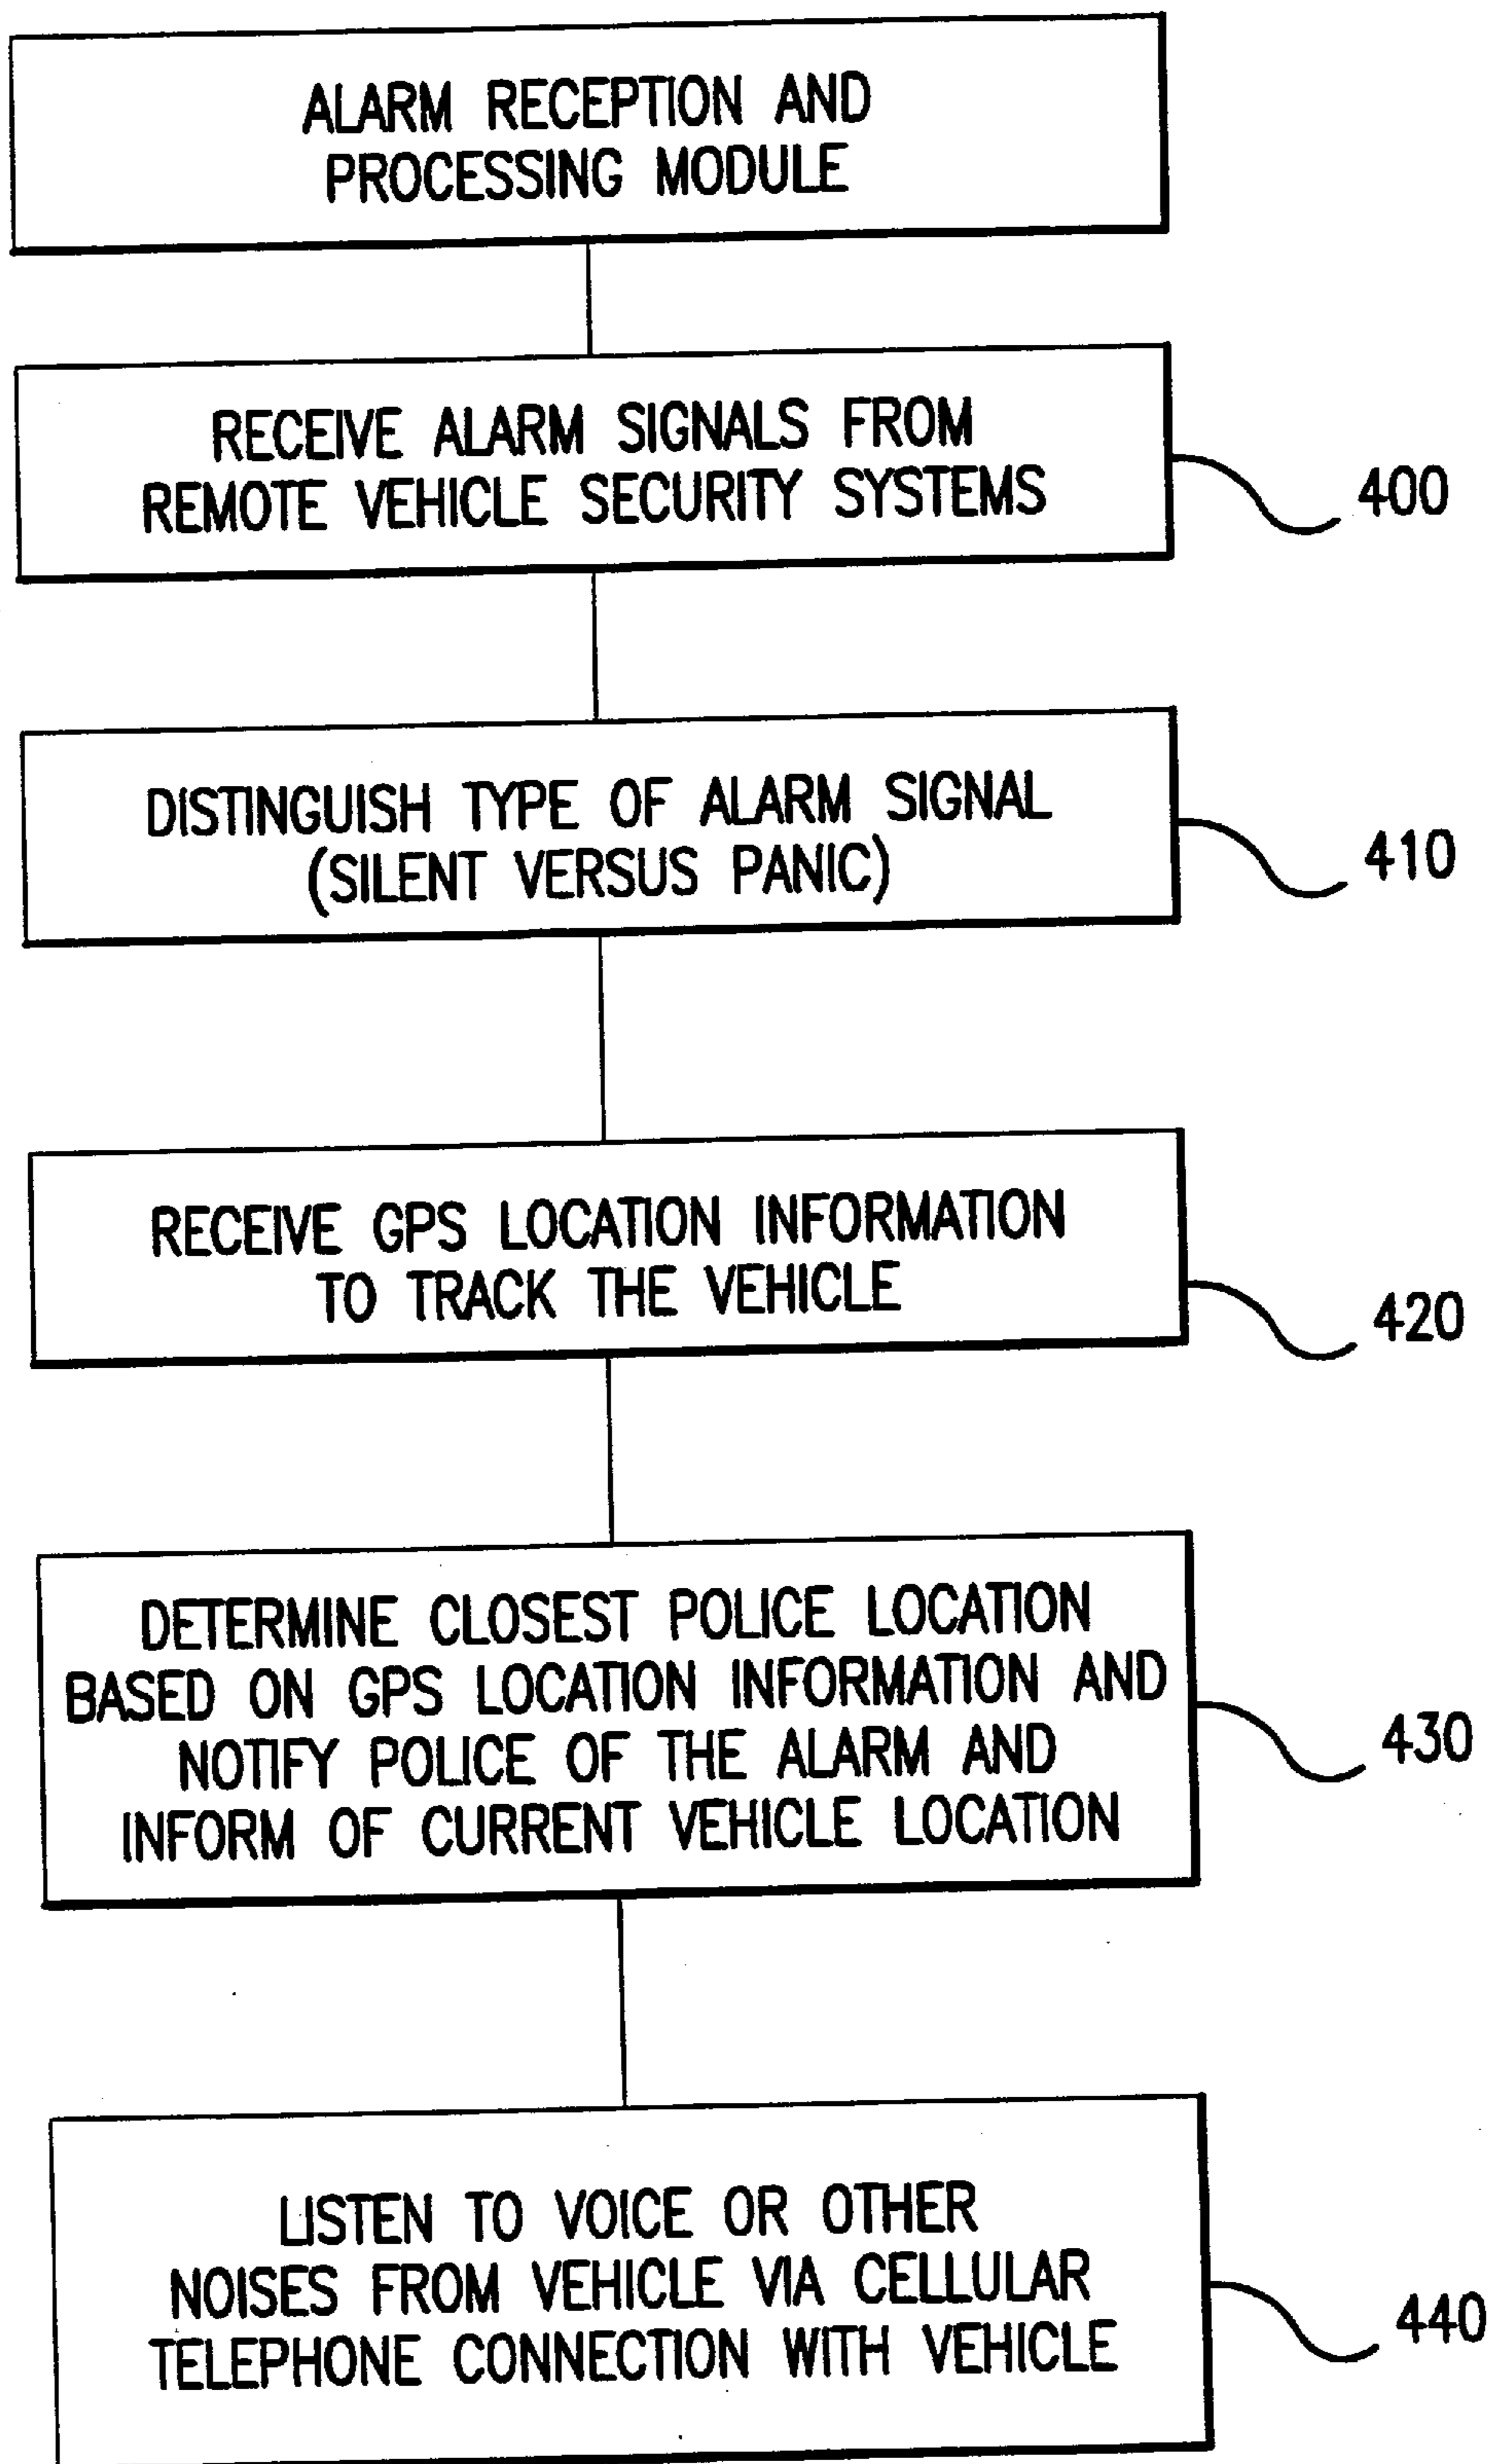 ALARM RECEPTION AND
PROCESSING MODULE
RECEIVE ALARM SIGNALS FROM
REMOTE VEHICLE SECURITY SYSTEMS
400
DISTINGUISH TYPE OF ALARM SIGNAL
(SILENT VERSUS PANIC)
410
RECEIVE GPS LOCATION INFORMATION
TO TRACK THE VEHICLE
420
DETERMINE CLOSEST POLICE LOCATION
BASED ON GPS LOCATION INFORMATION AND
NOTIFY POLICE OF THE ALARM AND
INFORM OF CURRENT VEHICLE LOCATION
430
LISTEN TO VOICE OR OTHER
NOISES FROM VEHICLE VIA CELLULAR
TELEPHONE CONNECTION WITH VEHICLE
440